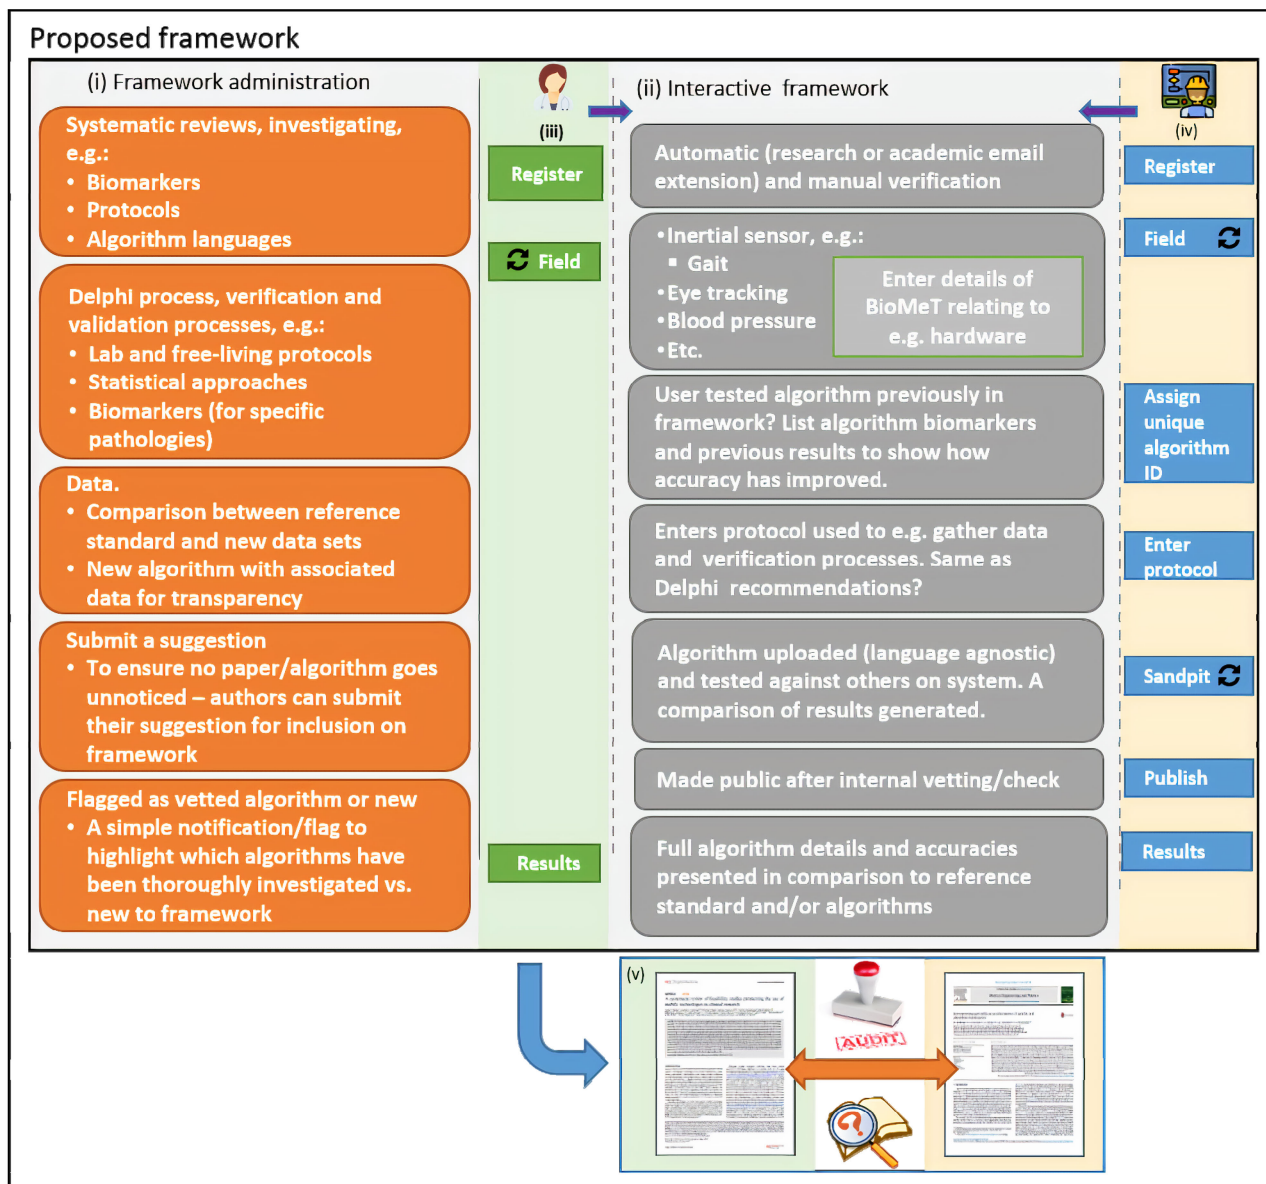 Proposed framework
(i) Framework administration
Systematic reviews, investigating,
e.g.:
• Biomarkers
• Protocols
• Algorithm languages
Delphi process, verification and
validation processes, e.g.:
• Lab and free-living protocols
• Statistical approaches
• Biomarkers (for specific
pathologies)
Data.
• Comparison between reference
standard and new data sets
• New algorithm with associated
data for transparency
Submit a suggestion
• To ensure no paper/algorithm goes
unnoticed – authors can submit
their suggestion for inclusion on
framework
Flagged as vetted algorithm or new
• A simple notification/flag to
highlight which algorithms have
been thoroughly investigated vs.
new to framework
(iii)
Register
Field
Results
(ii) Interactive framework
Automatic (research or academic email
extension) and manual verification
• Inertial sensor, e.g.:
▪ Gait
• Eye tracking
• Blood pressure
• Etc.
Enter details of
BioMeT relating to
e.g. hardware
User tested algorithm previously in
framework? List algorithm biomarkers
and previous results to show how
accuracy has improved.
Enters protocol used to e.g. gather data
and verification processes. Same as
Delphi recommendations?
Algorithm uploaded (language agnostic)
and tested against others on system. A
comparison of results generated.
Made public after internal vetting/check
Full algorithm details and accuracies
presented in comparison to reference
standard and/or algorithms
(iv)
Register
Field
Assign
unique
algorithm
ID
Enter
protocol
Sandpit
Publish
Results
(v)
AUDIT
?